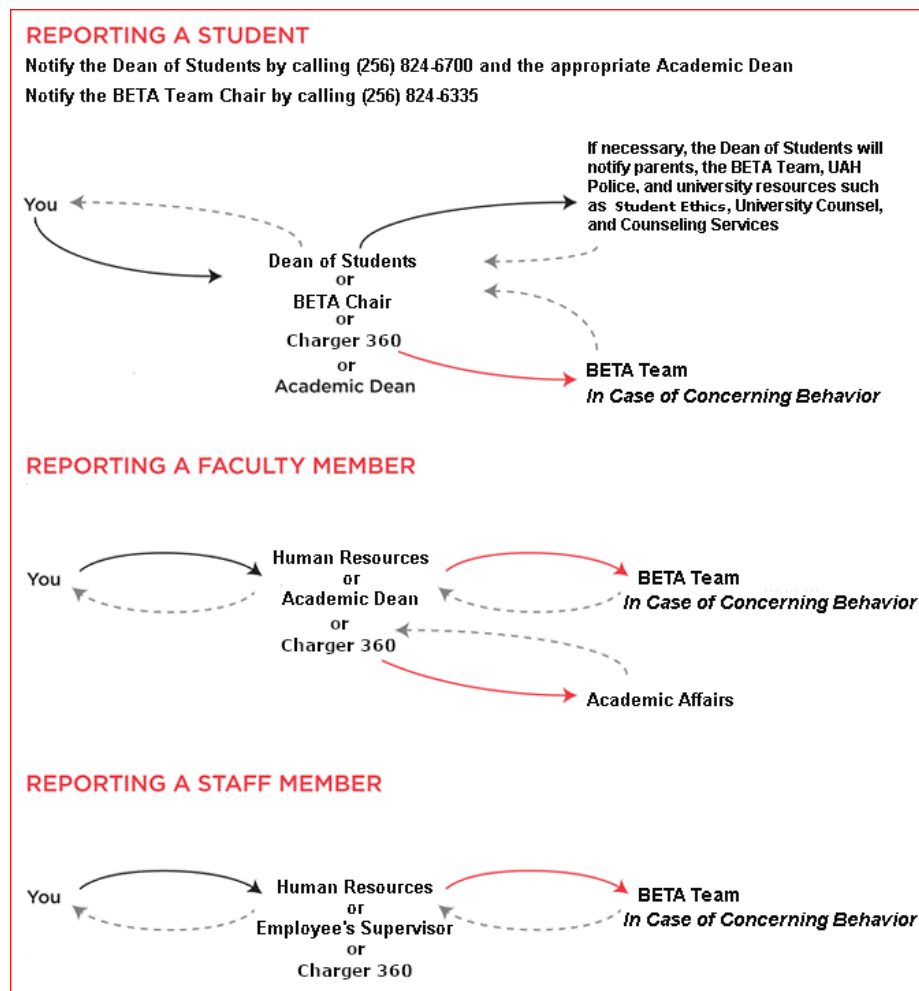 REPORTING A STUDENT
Notify the Dean of Students by calling (256) 824-6700 and the appropriate Academic Dean
Notify the BETA Team Chair by calling (256) 824-6335
If necessary, the Dean of Students will
notify parents, the BETA Team, UAH
Police, and university resources such
as Student Ethics, University Counsel,
and Counseling Services
You
Dean of Students
or
BETA Chair
or
Charger 360
or
Academic Dean
BETA Team
In Case of Concerning Behavior
REPORTING A FACULTY MEMBER
You
Human Resources
or
Academic Dean
or
Charger 360
BETA Team
In Case of Concerning Behavior
Academic Affairs
REPORTING A STAFF MEMBER
You
Human Resources
or
Employee's Supervisor
or
Charger 360
BETA Team
In Case of Concerning Behavior